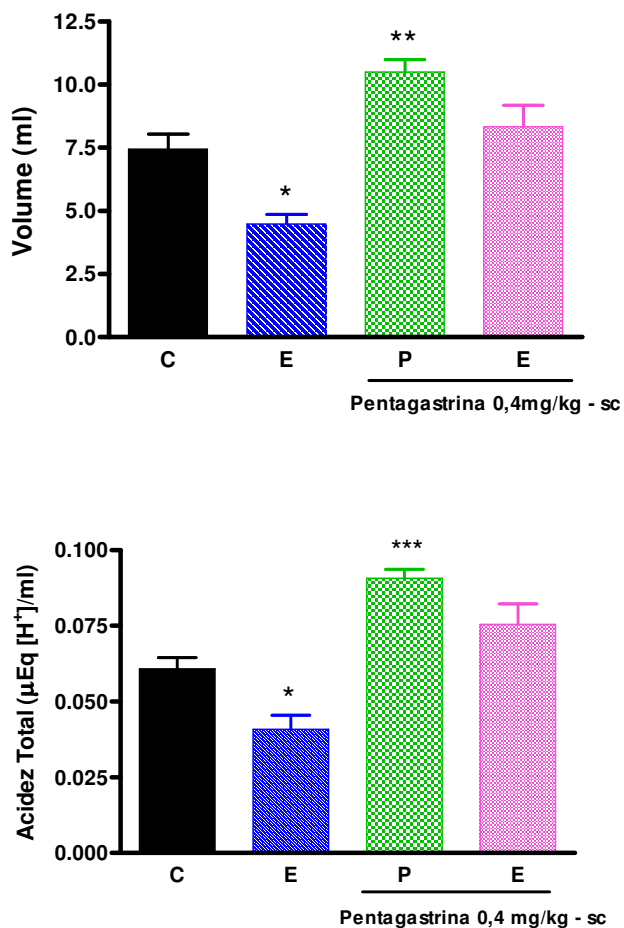 Volume (ml)
12.5
10.0
7.5
5.0
2.5
0.0
*
**
C E P E
Pentagastrina 0,4mg/kg - sc
Acidez Total (µEq [H⁺]/ml)
0.100
0.075
0.050
0.025
0.000
*
***
C E P E
Pentagastrina 0,4 mg/kg - sc